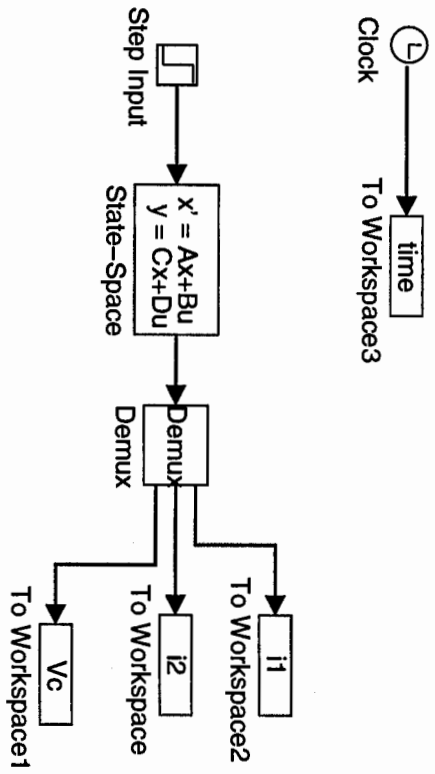 Clock
time
To Workspace3
Step Input
x' = Ax+Bu
y = Cx+Du
State-Space
Demux
Demux
i1
To Workspace2
i2
To Workspace
Vc
To Workspace1